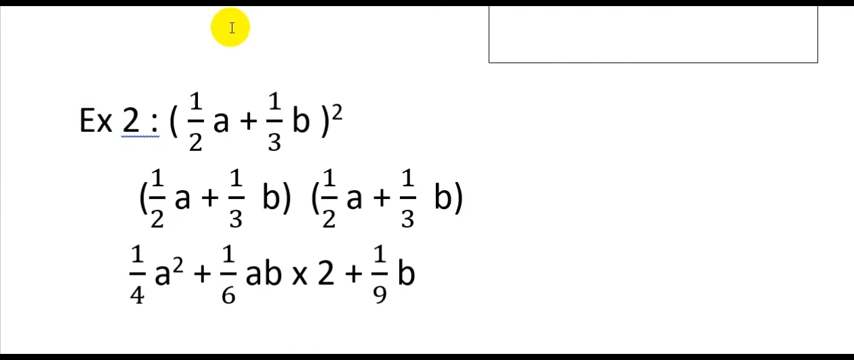 Ex 2 : ( 1/2 a + 1/3 b )²
(1/2 a + 1/3 b) (1/2 a + 1/3 b)
1/4 a² + 1/6 ab x 2 + 1/9 b